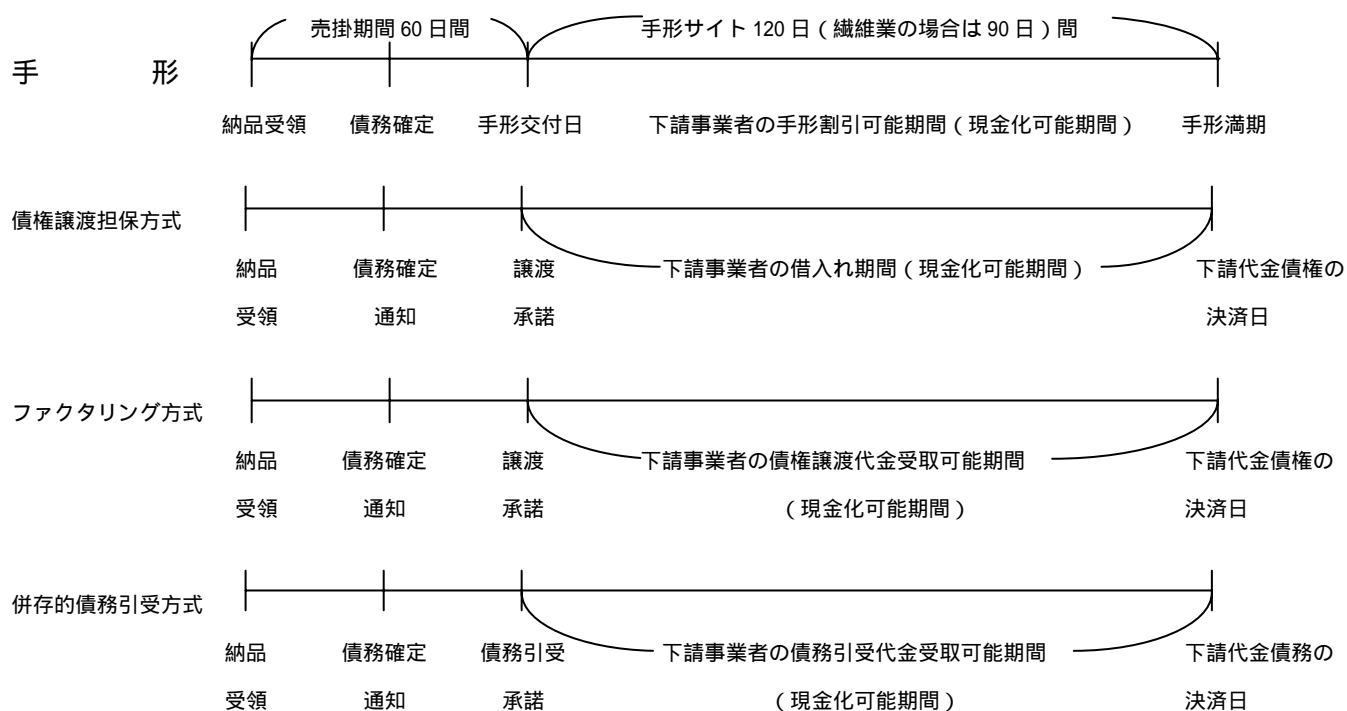 売掛期間 60 日間 手形サイト 120 日（繊維業の場合は 90 日）間
手 形
納品受領 債務確定 手形交付日 下請事業者の手形割引可能期間（現金化可能期間） 手形満期
債権譲渡担保方式
納品 債務確定 譲渡 下請事業者の借入れ期間（現金化可能期間） 下請代金債権の
受領 通知 承諾 決済日
ファクタリング方式
納品 債務確定 譲渡 下請事業者の債権譲渡代金受取可能期間 下請代金債権の
受領 通知 承諾 （現金化可能期間） 決済日
併存的債務引受方式
納品 債務確定 債務引受 下請事業者の債務引受代金受取可能期間 下請代金債務の
受領 通知 承諾 （現金化可能期間） 決済日